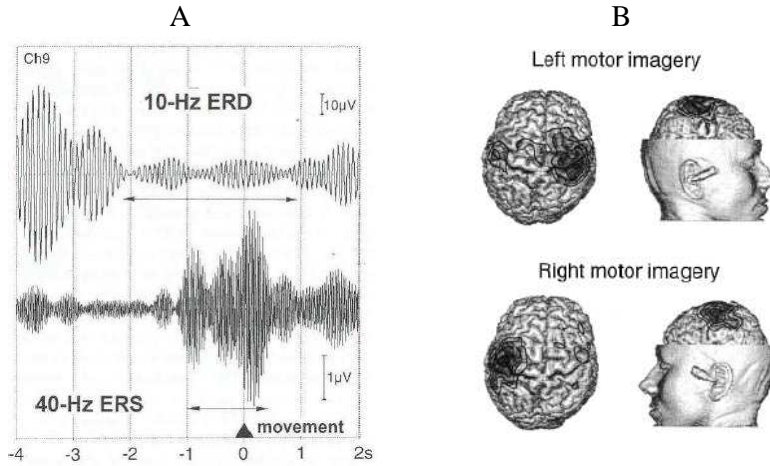 A
B
Ch9
10-Hz ERD
10µV
40-Hz ERS
1µV
movement
-4 -3 -2 -1 0 1 2s
Left motor imagery
Right motor imagery